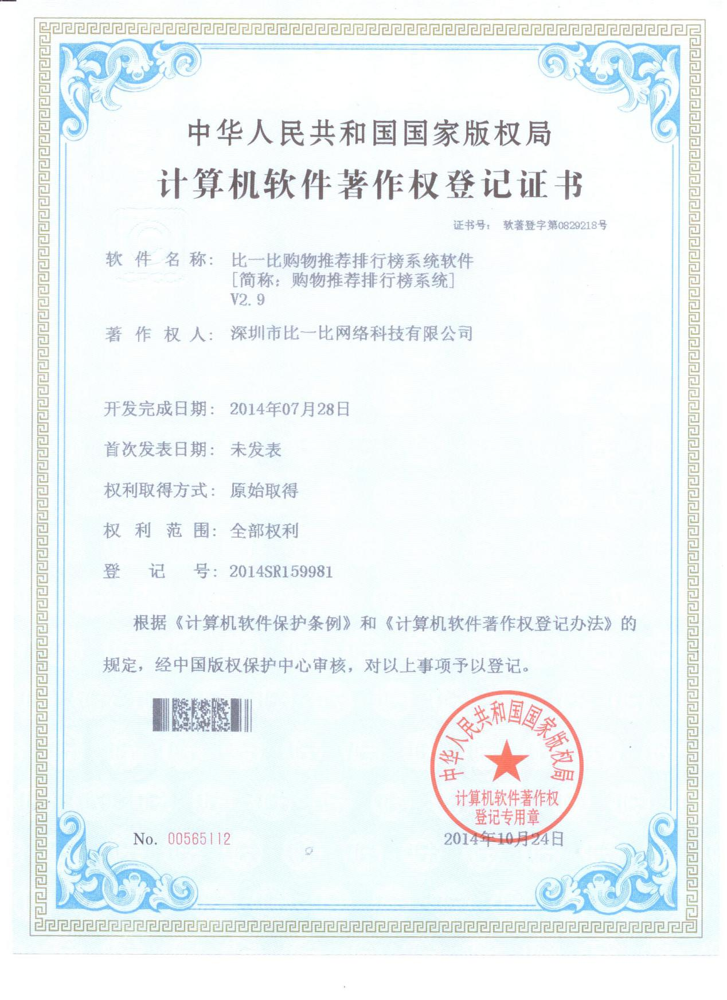 中华人民共和国国家版权局
计算机软件著作权登记证书
证书号： 软著登字第0829218号
软件名称： 比一比购物推荐排行榜系统软件
[简称：购物推荐排行榜系统]
V2.9
著作权人： 深圳市比一比网络科技有限公司
开发完成日期： 2014年07月28日
首次发表日期： 未发表
权利取得方式： 原始取得
权利范围： 全部权利
登记号： 2014SR159981
根据《计算机软件保护条例》和《计算机软件著作权登记办法》的
规定，经中国版权保护中心审核，对以上事项予以登记。
中华人民共和国国家版权局
计算机软件著作权
登记专用章
No. 00565112
2014年10月24日